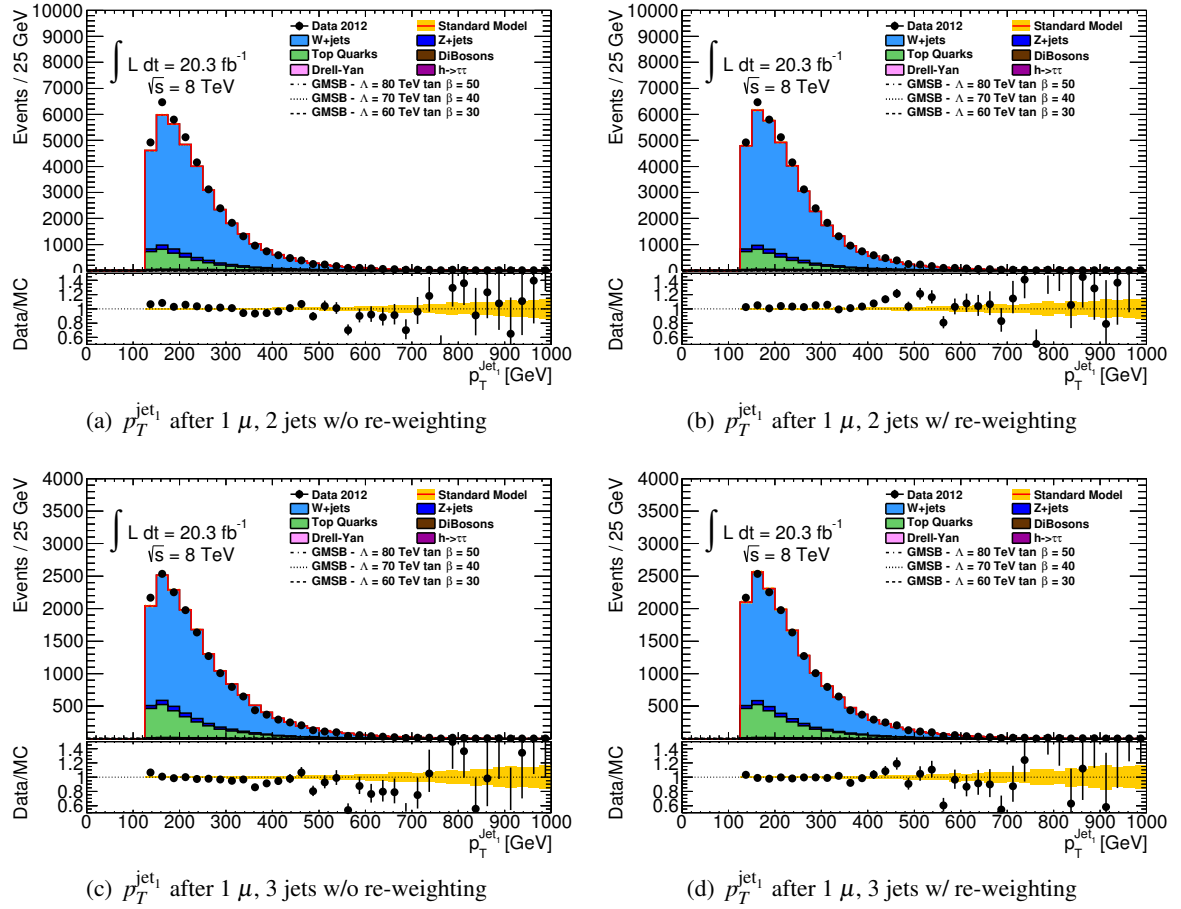 Events / 25 GeV
10000
9000
8000
7000
6000
5000
4000
3000
2000
1000
0
∫ L dt = 20.3 fb-1
√s = 8 TeV
Data 2012 Standard Model
W+jets Z+jets
Top Quarks DiBosons
Drell-Yan h->ττ
GMSB - Λ = 80 TeV tan β = 50
GMSB - Λ = 70 TeV tan β = 40
GMSB - Λ = 60 TeV tan β = 30
Data/MC
1.4
1.2
1
0.8
0.6
0 100 200 300 400 500 600 700 800 900 1000
p_T^Jet_1 [GeV]
(a) p_T^jet_1 after 1 μ, 2 jets w/o re-weighting
Events / 25 GeV
10000
9000
8000
7000
6000
5000
4000
3000
2000
1000
0
∫ L dt = 20.3 fb-1
√s = 8 TeV
Data 2012 Standard Model
W+jets Z+jets
Top Quarks DiBosons
Drell-Yan h->ττ
GMSB - Λ = 80 TeV tan β = 50
GMSB - Λ = 70 TeV tan β = 40
GMSB - Λ = 60 TeV tan β = 30
Data/MC
1.4
1.2
1
0.8
0.6
0 100 200 300 400 500 600 700 800 900 1000
p_T^Jet_1 [GeV]
(b) p_T^jet_1 after 1 μ, 2 jets w/ re-weighting
Events / 25 GeV
4000
3500
3000
2500
2000
1500
1000
500
∫ L dt = 20.3 fb-1
√s = 8 TeV
Data 2012 Standard Model
W+jets Z+jets
Top Quarks DiBosons
Drell-Yan h->ττ
GMSB - Λ = 80 TeV tan β = 50
GMSB - Λ = 70 TeV tan β = 40
GMSB - Λ = 60 TeV tan β = 30
Data/MC
1.4
1.2
1
0.8
0.6
0 100 200 300 400 500 600 700 800 900 1000
p_T^Jet_1 [GeV]
(c) p_T^jet_1 after 1 μ, 3 jets w/o re-weighting
Events / 25 GeV
4000
3500
3000
2500
2000
1500
1000
500
∫ L dt = 20.3 fb-1
√s = 8 TeV
Data 2012 Standard Model
W+jets Z+jets
Top Quarks DiBosons
Drell-Yan h->ττ
GMSB - Λ = 80 TeV tan β = 50
GMSB - Λ = 70 TeV tan β = 40
GMSB - Λ = 60 TeV tan β = 30
Data/MC
1.4
1.2
1
0.8
0.6
0 100 200 300 400 500 600 700 800 900 1000
p_T^Jet_1 [GeV]
(d) p_T^jet_1 after 1 μ, 3 jets w/ re-weighting